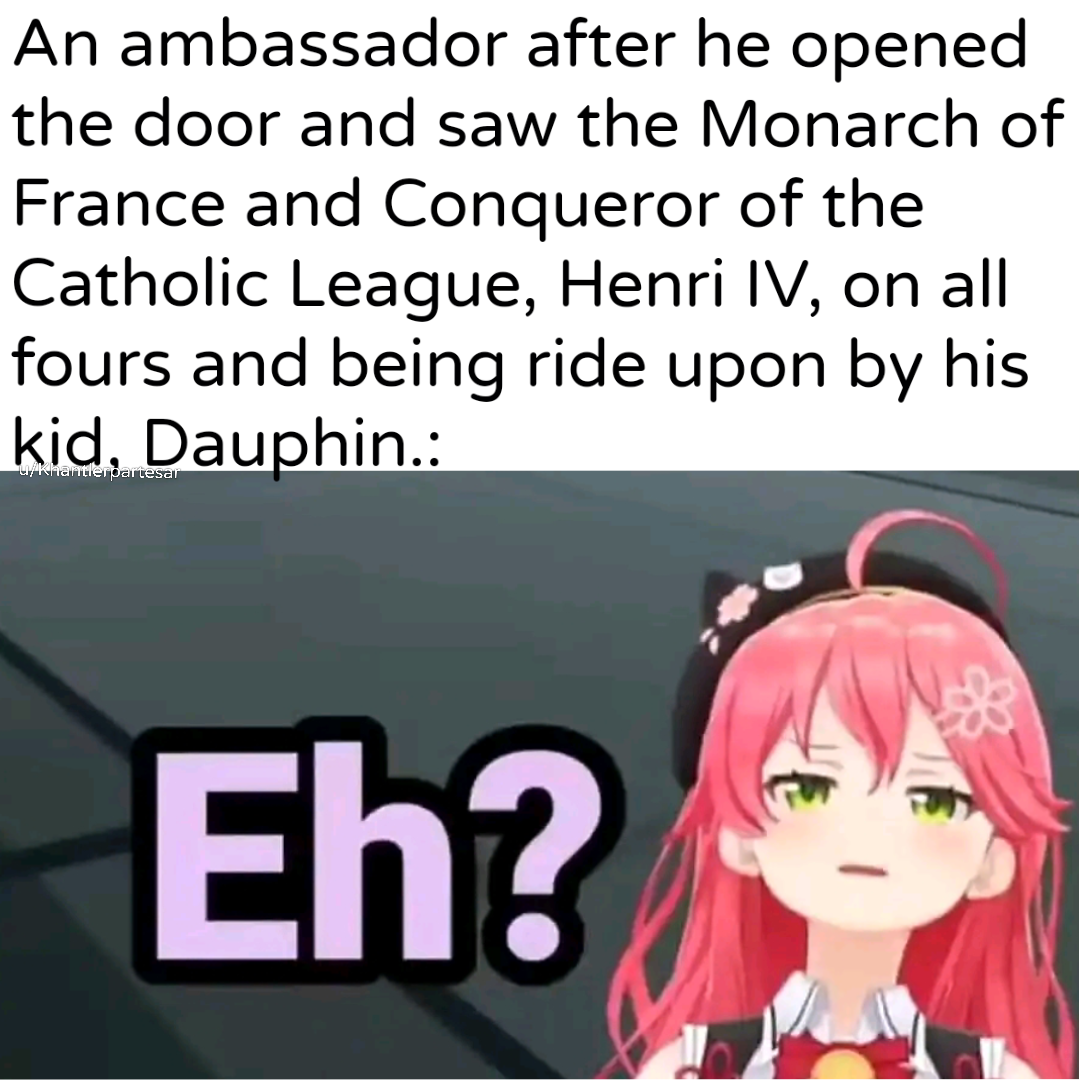 An ambassador after he opened
the door and saw the Monarch of
France and Conqueror of the
Catholic League, Henri IV, on all
fours and being ride upon by his
kid, Dauphin.:
u/Khantlerpartesar
Eh?